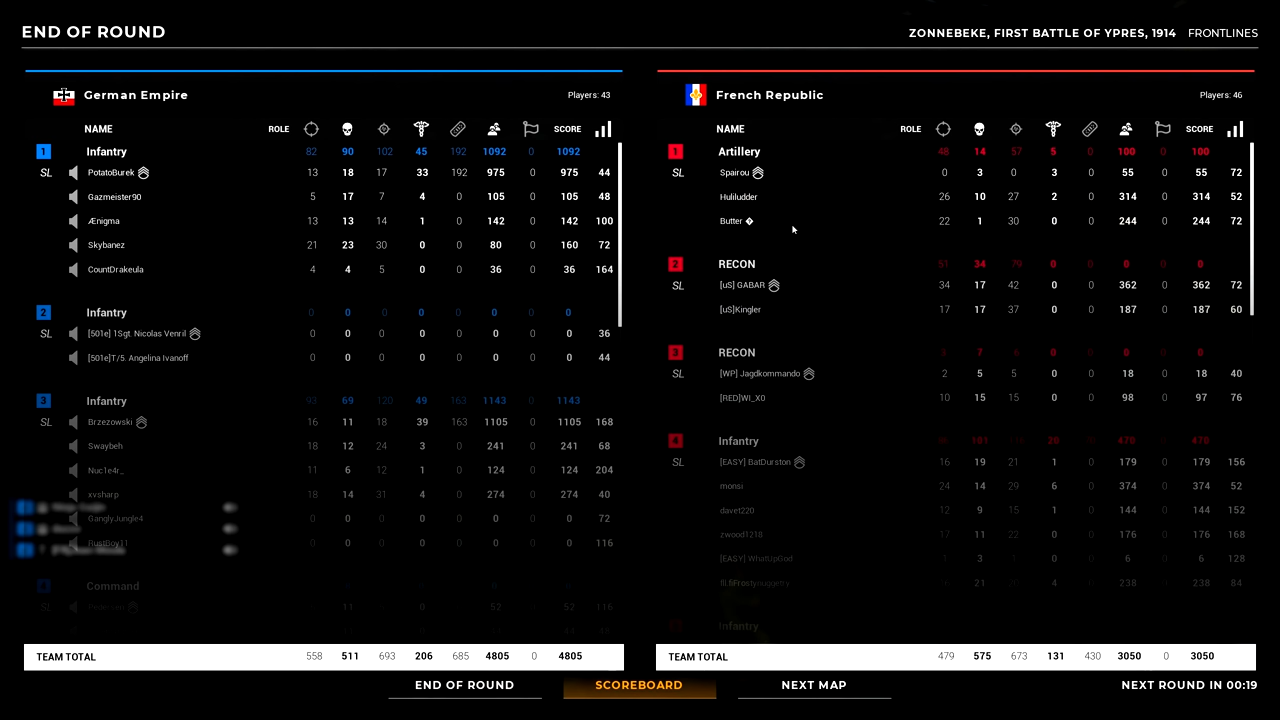 END OF ROUND
ZONNEBEKE, FIRST BATTLE OF YPRES, 1914 FRONTLINES
German Empire Players: 43
NAME ROLE SCORE
1 Infantry 82 90 102 45 192 1092 0 1092
SL PotatoBurek 13 18 17 33 192 975 0 975 44
Gazmeister90 5 17 7 4 0 105 0 105 48
Ænigma 13 13 14 1 0 142 0 142 100
Skybanez 21 23 30 0 0 80 0 160 72
CountDrakeula 4 4 5 0 0 36 0 36 164
2 Infantry 0 0 0 0 0 0 0 0
SL [501e] 1Sgt. Nicolas Venril 0 0 0 0 0 0 0 0 36
[501e]T/5. Angelina Ivanoff 0 0 0 0 0 0 0 0 44
3 Infantry 93 69 120 49 163 1143 0 1143
SL Brzezowski 16 11 18 39 163 1105 0 1105 168
Swaybeh 18 12 24 3 0 241 0 241 68
Nuc1e4r_ 11 6 12 1 0 124 0 124 204
xvsharp 18 14 31 4 0 274 0 274 40
GanglyJungle4 0 0 0 0 0 0 0 0 72
RustBoy11 0 0 0 0 0 0 0 0 116
Command
SL 11 0 52 0 52 116
TEAM TOTAL 558 511 693 206 685 4805 0 4805
French Republic Players: 46
NAME ROLE SCORE
1 Artillery 48 14 57 5 0 100 0 100
SL Spairou 0 3 0 3 0 55 0 55 72
Huliludder 26 10 27 2 0 314 0 314 52
Butter 22 1 30 0 0 244 0 244 72
2 RECON 51 34 79 0 0 0 0 0
SL [uS] GABAR 34 17 42 0 0 362 0 362 72
[uS]Kingler 17 17 37 0 0 187 0 187 60
3 RECON 7 0 0 0 0
SL [WP] Jagdkommando 2 5 5 0 0 18 0 18 40
[RED]WI_X0 10 15 15 0 0 98 0 97 76
4 Infantry 101 26 0 470 0 470
SL [EASY] BatDurston 16 19 21 1 0 179 0 179 156
monsi 24 14 29 6 0 374 0 374 52
davet220 12 9 15 1 0 144 0 144 152
zwood1218 17 11 22 0 0 176 0 176 168
[EASY] WhatzpGod 1 3 0 0 6 0 6 128
21 4 0 238 0 238 84
Infantry
TEAM TOTAL 479 575 673 131 430 3050 0 3050
END OF ROUND SCOREBOARD NEXT MAP NEXT ROUND IN 00:19